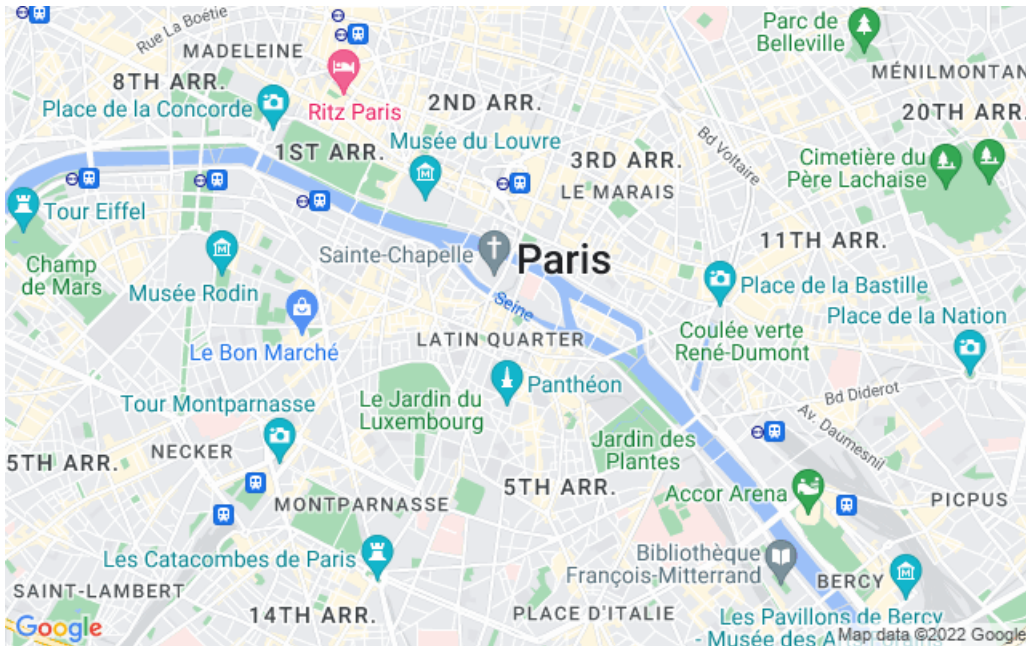 Rue La Boétie
MADELEINE
8TH ARR.
Place de la Concorde
Ritz Paris
2ND ARR.
Parc de
Belleville
MÉNILMONTAN
20TH ARR.
1ST ARR.
Musée du Louvre
3RD ARR.
LE MARAIS
Bd Voltaire
Cimetière du
Père Lachaise
Tour Eiffel
Champ
de Mars
Musée Rodin
Sainte-Chapelle
Paris
11TH ARR.
Seine
Place de la Bastille
Le Bon Marché
LATIN QUARTER
Coulée verte
René-Dumont
Place de la Nation
Tour Montparnasse
Le Jardin du
Luxembourg
Panthéon
Bd Diderot
Av. Daumesnil
NECKER
5TH ARR.
Jardin des
Plantes
MONTPARNASSE
5TH ARR.
Accor Arena
PICPUS
Les Catacombes de Paris
Bibliothèque
François-Mitterrand
BERCY
SAINT-LAMBERT
14TH ARR.
PLACE D'ITALIE
Les Pavillons de Bercy
- Musée des Arts Forains
Google
Map data ©2022 Google